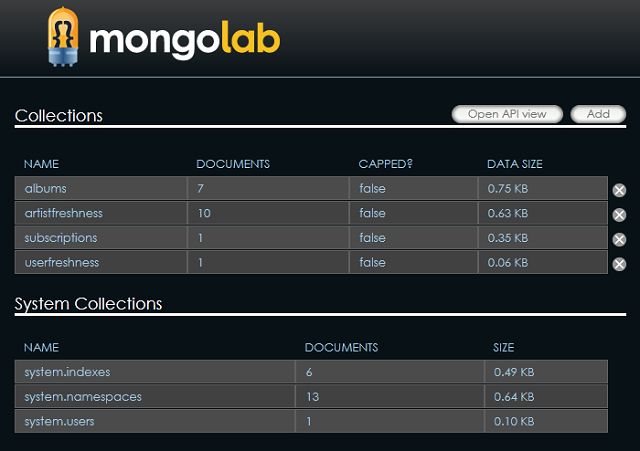 mongolab
Collections Open API view Add
NAME DOCUMENTS CAPPED? DATA SIZE
albums 7 false 0.75 KB
artistfreshness 10 false 0.63 KB
subscriptions 1 false 0.35 KB
userfreshness 1 false 0.06 KB
System Collections
NAME DOCUMENTS SIZE
system.indexes 6 0.49 KB
system.namespaces 13 0.64 KB
system.users 1 0.10 KB